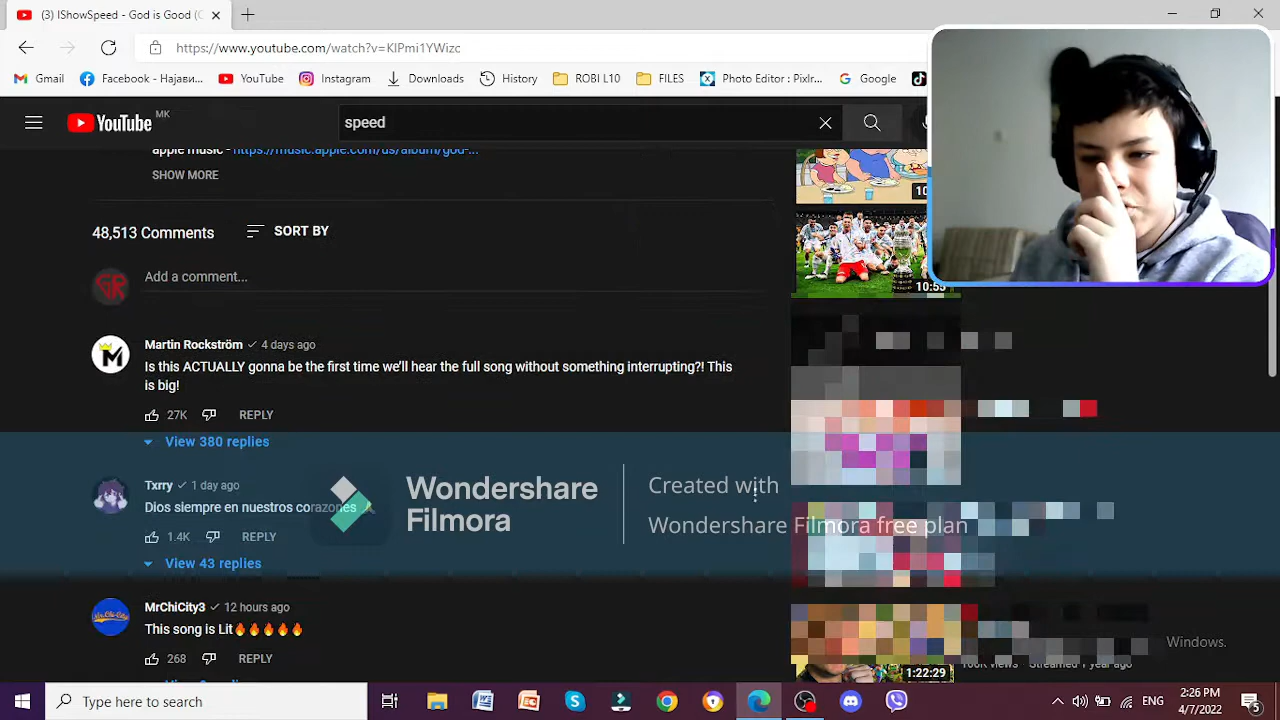 (3) IShowSpeed - God is Good (C
https://www.youtube.com/watch?v=KIPmi1YWizc
Gmail
Facebook - Најави...
YouTube
Instagram
Downloads
History
ROBI L10
FILES
Photo Editor : Pixlr...
Google
YouTube MK
speed
apple music - https://music.apple.com/us/album/god-...
SHOW MORE
10:55
48,513 Comments
SORT BY
Add a comment...
Martin Rockström 4 days ago
Is this ACTUALLY gonna be the first time we'll hear the full song without something interrupting?! This
is big!
27K REPLY
View 380 replies
Txrry 1 day ago
Dios siempre en nuestros corazones
1.4K REPLY
View 43 replies
MrChiCity3 12 hours ago
This song is Lit🔥🔥🔥🔥🔥
268 REPLY
Wondershare
Filmora
Created with
Wondershare Filmora free plan
Windows.
1:22:29
Streamed 1 year ago
Type here to search
ENG
2:26 PM
4/7/2022
5